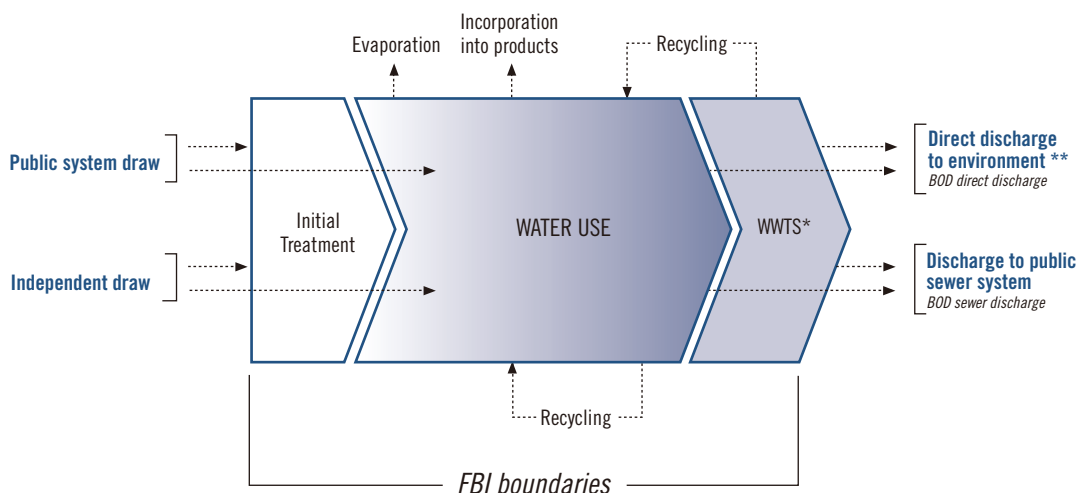 Incorporation
into products
Evaporation
Recycling
Public system draw
Direct discharge
to environment **
BOD direct discharge
Initial
Treatment
WATER USE
WWTS*
Independent draw
Discharge to public
sewer system
BOD sewer discharge
Recycling
FBI boundaries